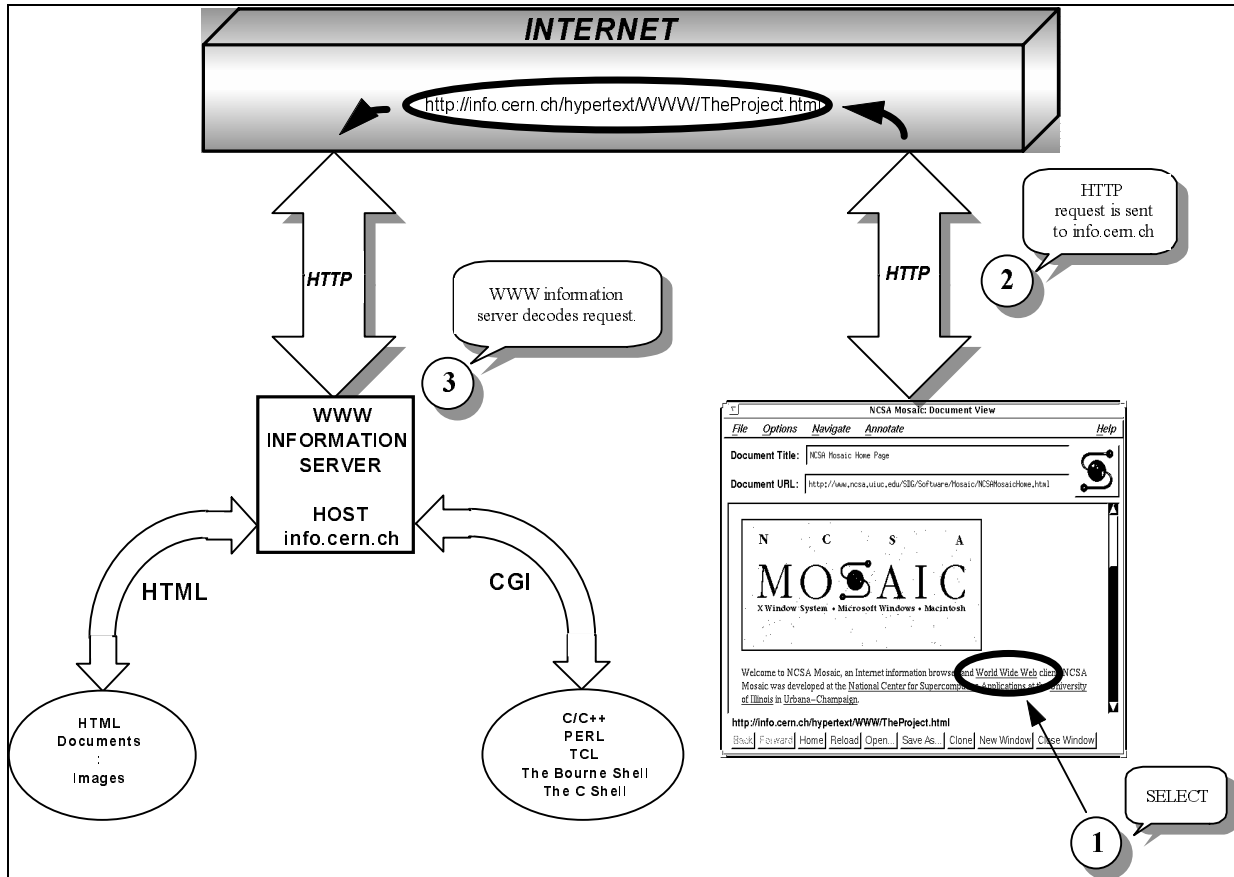 INTERNET
http://info.cern.ch/hypertext/WWW/TheProject.html
HTTP
request is sent
to info.cern.ch
2
HTTP
HTTP
WWW information
server decodes request.
3
WWW
INFORMATION
SERVER
HOST
info.cern.ch
HTML
CGI
HTML
Documents
:
Images
C/C++
PERL
TCL
The Bourne Shell
The C Shell
NCSA Mosaic: Document View
File Options Navigate Annotate Help
Document Title: NCSA Mosaic Home Page
Document URL: http://www.ncsa.uiuc.edu/SDG/Software/Mosaic/NCSAMosaicHome.html
N C S A
MOSAIC
X Window System • Microsoft Windows • Macintosh
Welcome to NCSA Mosaic, an Internet information browser and World Wide Web client. NCSA
Mosaic was developed at the National Center for Supercomputing Applications at the University
of Illinois in Urbana–Champaign.
http://info.cern.ch/hypertext/WWW/TheProject.html
Back Forward Home Reload Open... Save As... Clone New Window Close Window
SELECT
1